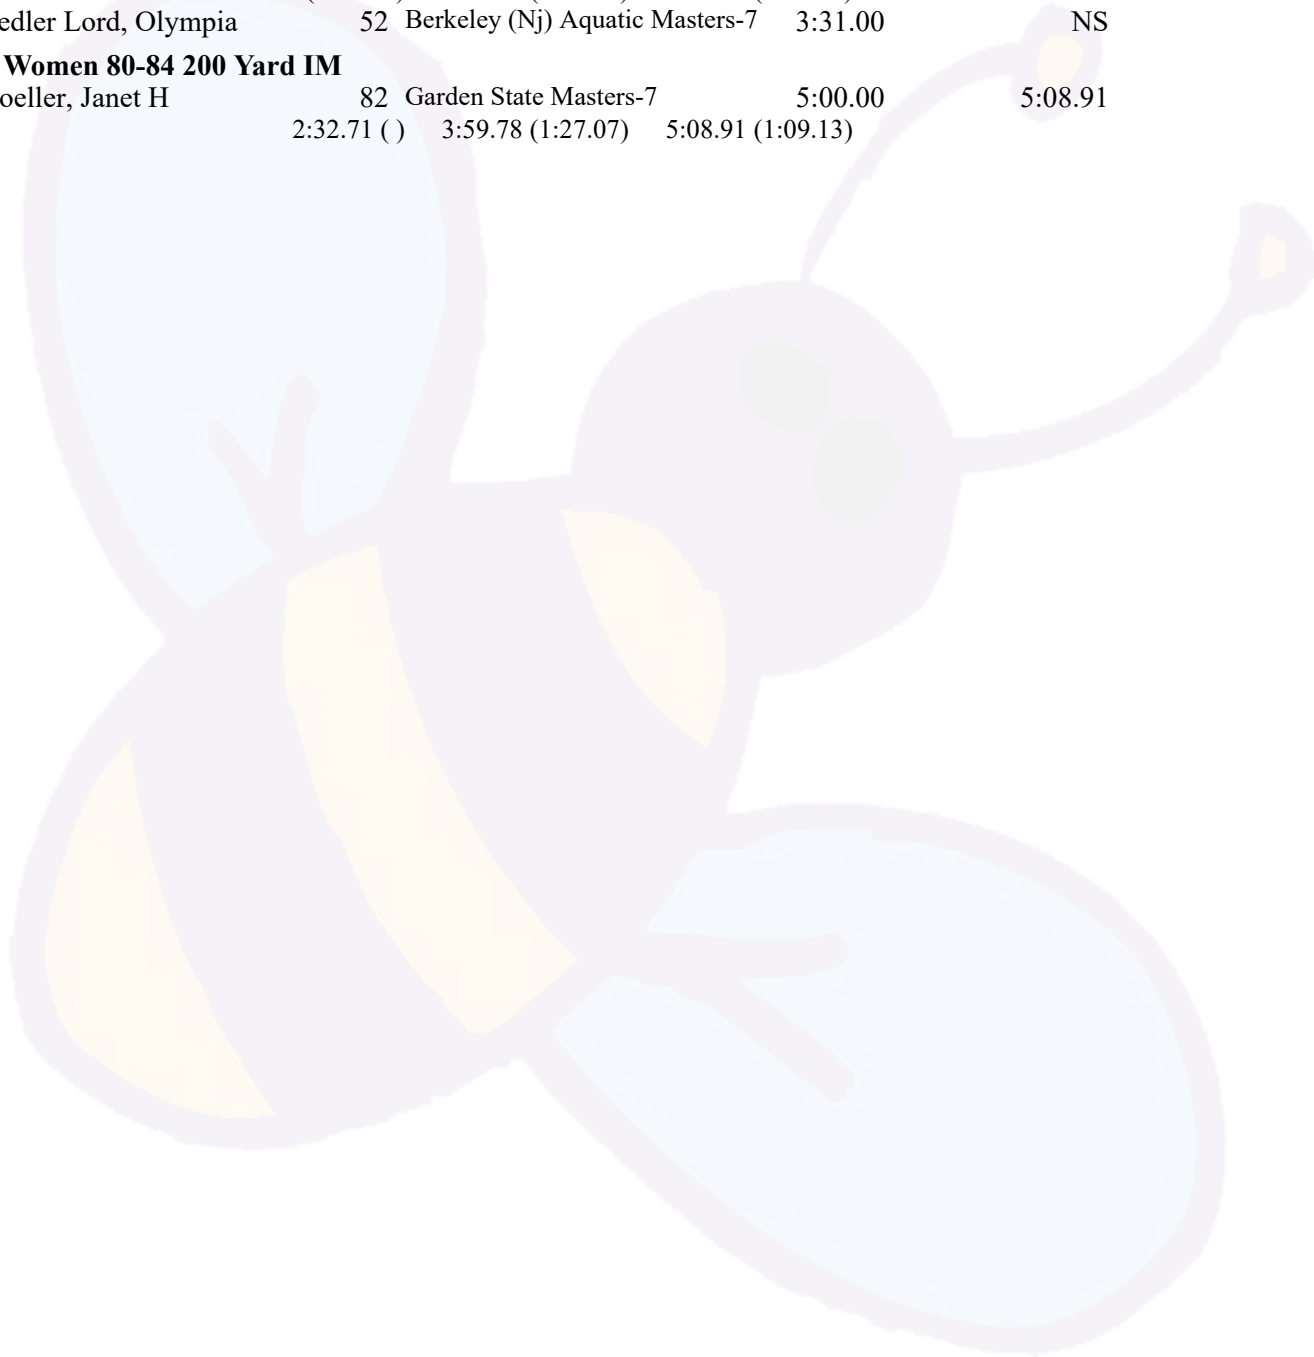 edler Lord, Olympia 52 Berkeley (Nj) Aquatic Masters-7 3:31.00 NS
Women 80-84 200 Yard IM
oeller, Janet H 82 Garden State Masters-7 5:00.00 5:08.91
2:32.71 ( ) 3:59.78 (1:27.07) 5:08.91 (1:09.13)